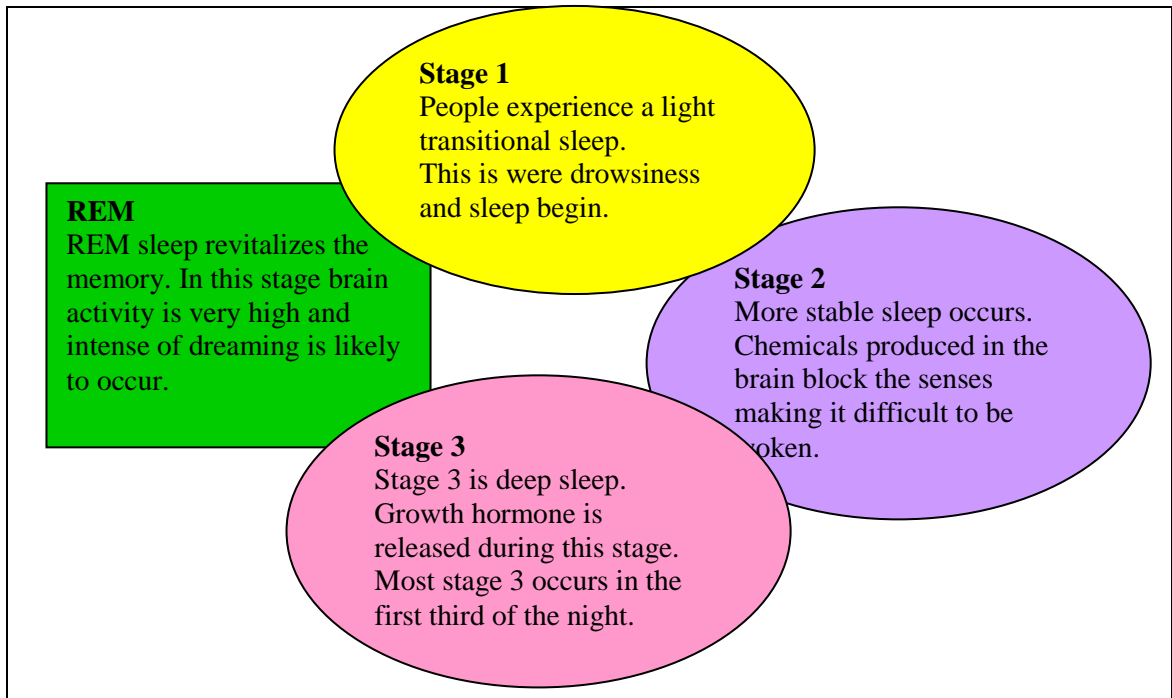 Stage 1
People experience a light
transitional sleep.
This is were drowsiness
and sleep begin.
REM
REM sleep revitalizes the
memory. In this stage brain
activity is very high and
intense of dreaming is likely
to occur.
Stage 2
More stable sleep occurs.
Chemicals produced in the
brain block the senses
making it difficult to be
Stage 3
Stage 3 is deep sleep.
Growth hormone is
released during this stage.
Most stage 3 occurs in the
first third of the night.